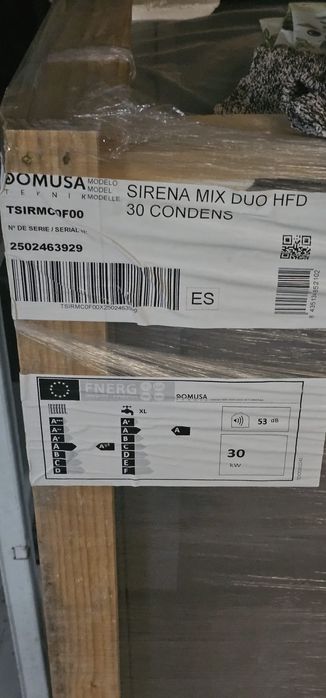 DOMUSA
TEKNIK
MODELO
MODEL
MODELLE
SIRENA MIX DUO HFD
30 CONDENS
TSIRMC0F00
Nº DE SERIE / SERIAL
2502463929
ES
ENERG
DOMUSA
XL
A+++
A++
A+
A
B
C
D
A+
A
B
C
D
E
F
A
53 dB
30
kW